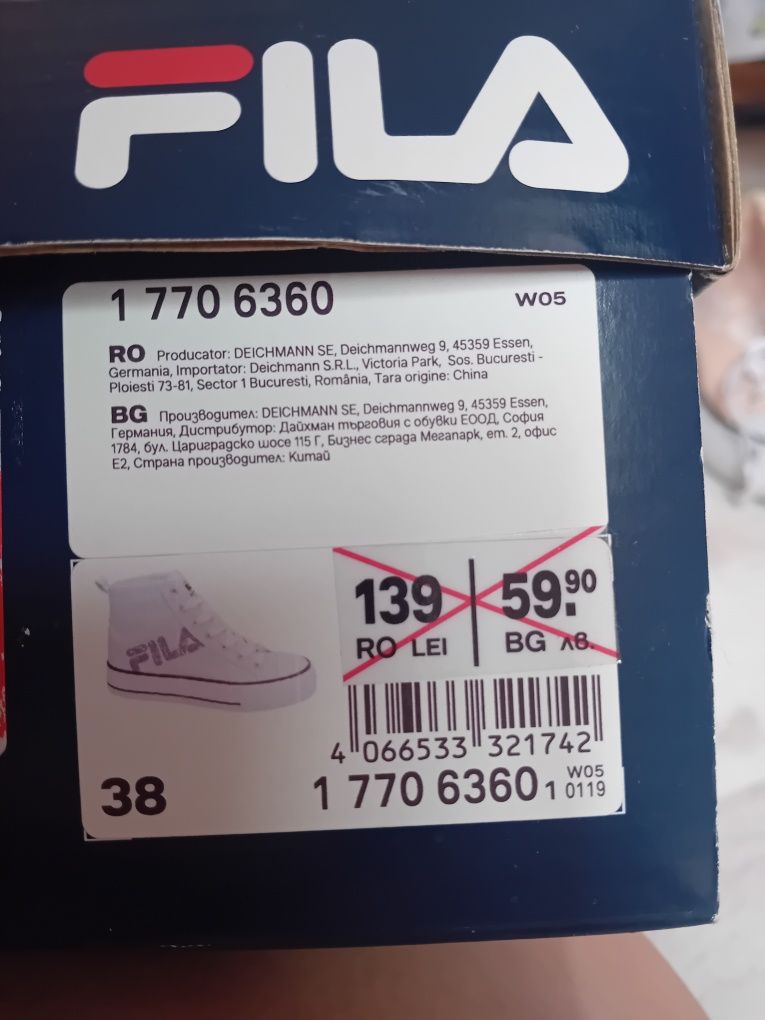 FILA
1 770 6360 W05
RO Producator: DEICHMANN SE, Deichmannweg 9, 45359 Essen,
Germania, Importator: Deichmann S.R.L., Victoria Park, Sos. Bucuresti -
Ploiesti 73-81, Sector 1 Bucuresti, România, Tara origine: China
BG Производител: DEICHMANN SE, Deichmannweg 9, 45359 Essen,
Германия, Дистрибутор: Дайхман търговия с обувки ЕООД, София
1784, бул. Цариградско шосе 115 Г, Бизнес сграда Мегапарк, ет. 2, офис
Е2, Страна производител: Китай
FILA
139 59.90
RO LEI BG лв.
4 066533 321742
38
1 770 6360 1 W05
0119